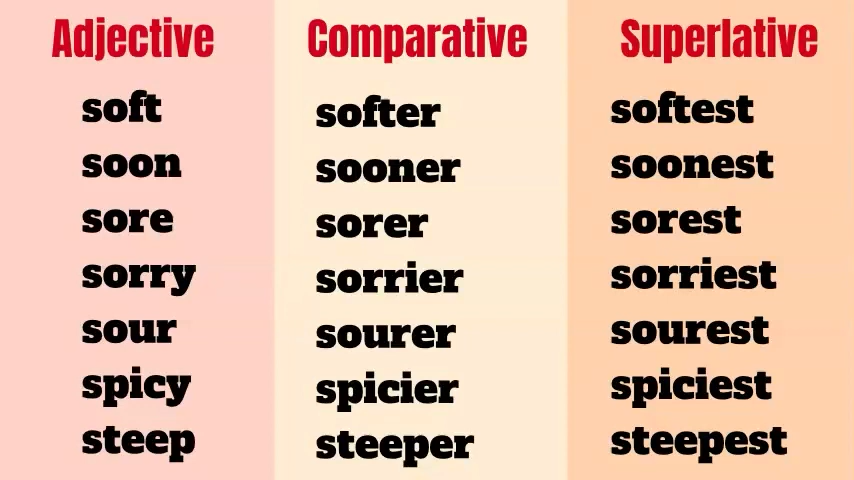 Adjective Comparative Superlative
soft softer softest
soon sooner soonest
sore sorer sorest
sorry sorrier sorriest
sour sourer sourest
spicy spicier spiciest
steep steeper steepest